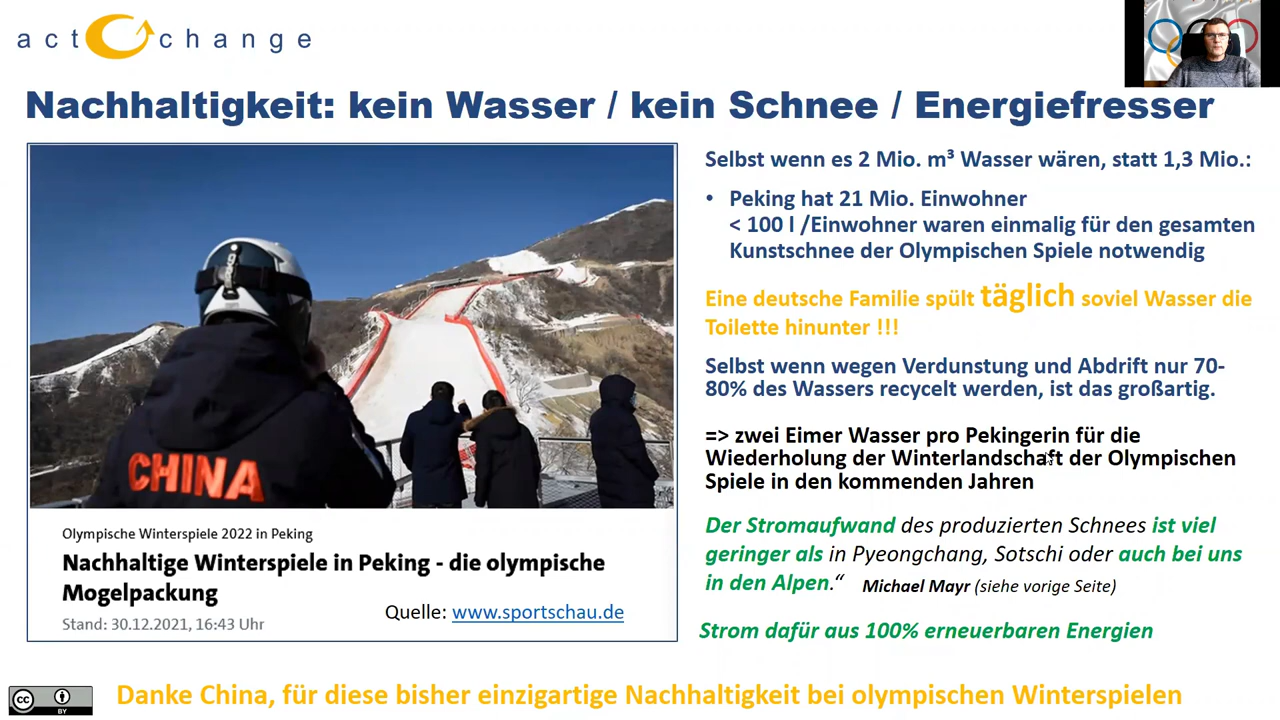 act change
Nachhaltigkeit: kein Wasser / kein Schnee / Energiefresser
CHINA
Olympische Winterspiele 2022 in Peking
Nachhaltige Winterspiele in Peking - die olympische
Mogelpackung
Quelle: www.sportschau.de
Stand: 30.12.2021, 16:43 Uhr
Selbst wenn es 2 Mio. m³ Wasser wären, statt 1,3 Mio.:
• Peking hat 21 Mio. Einwohner
< 100 l /Einwohner waren einmalig für den gesamten
Kunstschnee der Olympischen Spiele notwendig
Eine deutsche Familie spült täglich soviel Wasser die
Toilette hinunter !!!
Selbst wenn wegen Verdunstung und Abdrift nur 70-
80% des Wassers recycelt werden, ist das großartig.
=> zwei Eimer Wasser pro Pekingerin für die
Wiederholung der Winterlandschaft der Olympischen
Spiele in den kommenden Jahren
Der Stromaufwand des produzierten Schnees ist viel
geringer als in Pyeongchang, Sotschi oder auch bei uns
in den Alpen.“ Michael Mayr (siehe vorige Seite)
Strom dafür aus 100% erneuerbaren Energien
cc BY
Danke China, für diese bisher einzigartige Nachhaltigkeit bei olympischen Winterspielen